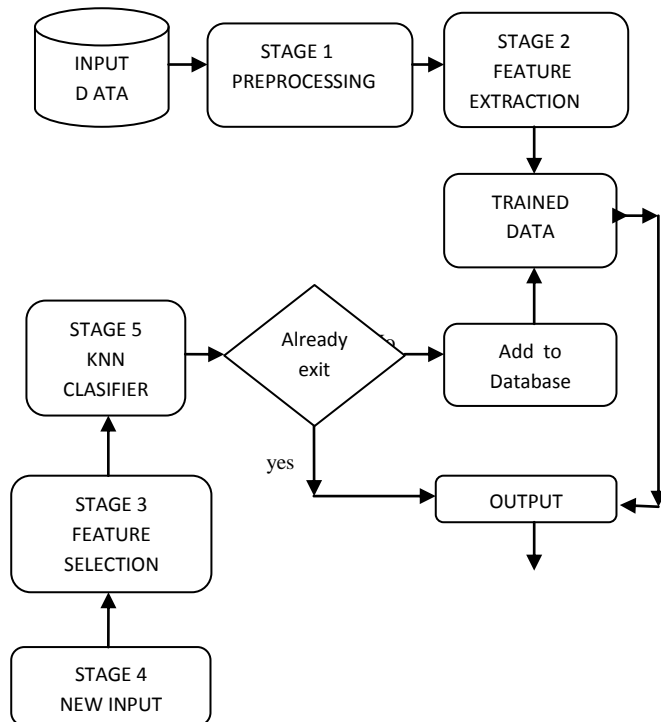 INPUT
D ATA
STAGE 1
PREPROCESSING
STAGE 2
FEATURE
EXTRACTION
TRAINED
DATA
STAGE 5
KNN
CLASIFIER
Already
exit
Add to
Database
yes
STAGE 3
FEATURE
SELECTION
OUTPUT
STAGE 4
NEW INPUT